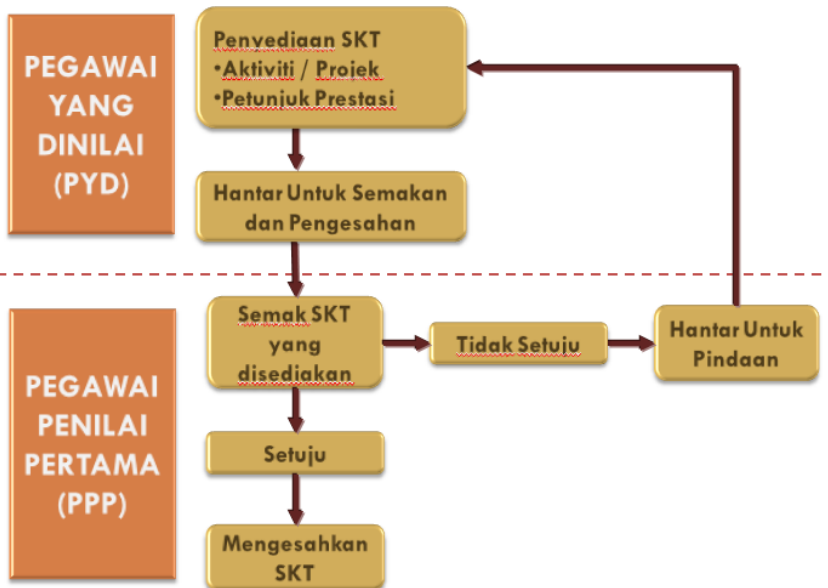 PEGAWAI
YANG
DINILAI
(PYD)
Penyediaan SKT
•Aktiviti / Projek
•Petunjuk Prestasi
Hantar Untuk Semakan
dan Pengesahan
PEGAWAI
PENILAI
PERTAMA
(PPP)
Semak SKT
yang
disediakan
Tidak Setuju
Hantar Untuk
Pindaan
Setuju
Mengesahkan
SKT